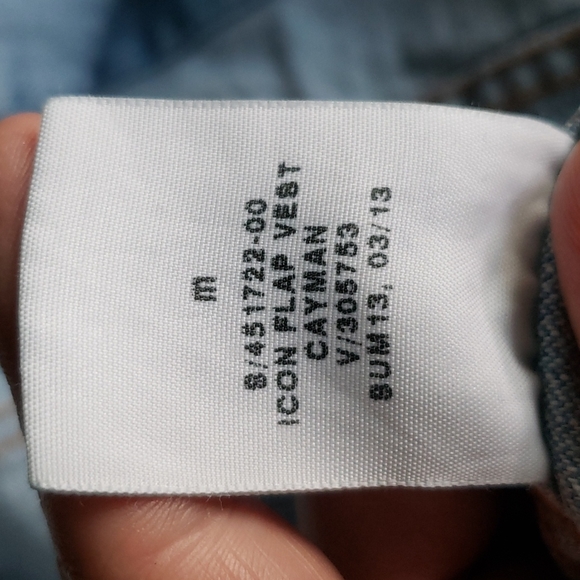 m
S/451722-00
ICON FLAP VEST
CAYMAN
V/305753
SUM13, 03/13